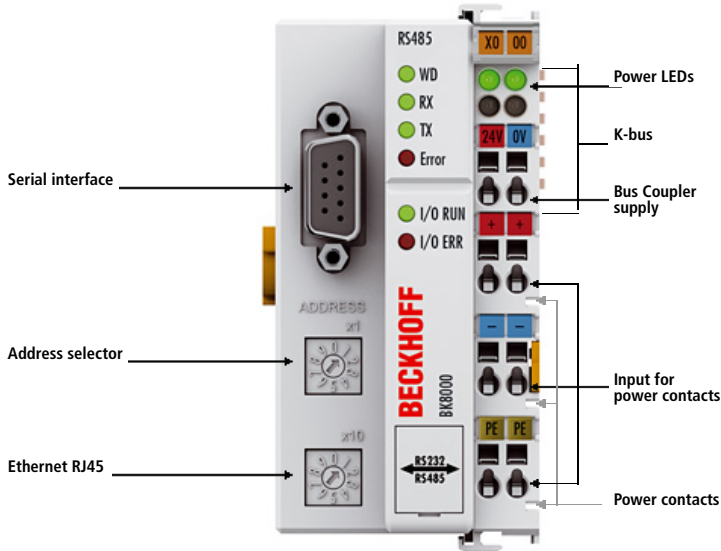 RS485
X0 00
WD
RX
TX
Error
24V 0V
I/O RUN
I/O ERR
+ +
ADDRESS
x1
x10
BECKHOFF
BK8000
− −
PE PE
RS232
RS485
Serial interface
Address selector
Ethernet RJ45
Power LEDs
K-bus
Bus Coupler
supply
Input for
power contacts
Power contacts